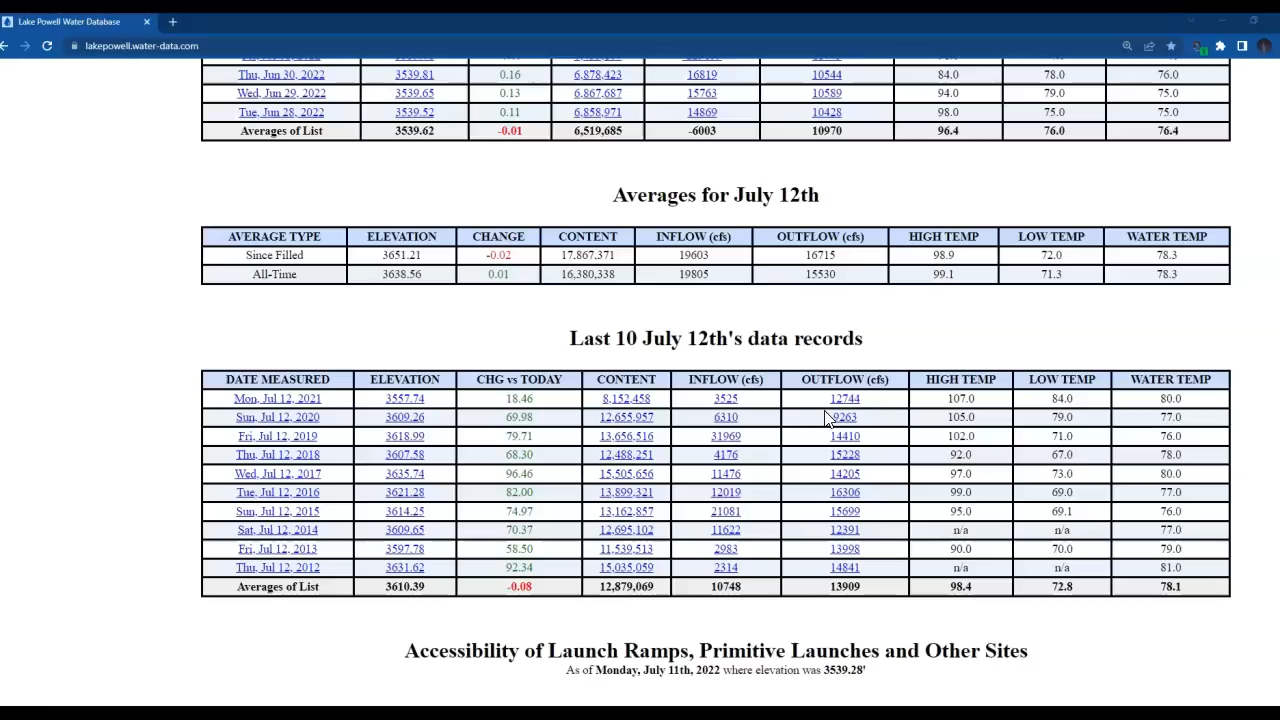 Lake Powell Water Database
lakepowell.water-data.com
Thu, Jun 30, 2022 3539.81 0.16 6,878,423 16819 10544 84.0 78.0 76.0
Wed, Jun 29, 2022 3539.65 0.13 6,867,687 15763 10589 94.0 79.0 75.0
Tue, Jun 28, 2022 3539.52 0.11 6,858,971 14869 10428 98.0 75.0 75.0
Averages of List 3539.62 -0.01 6,519,685 -6003 10970 96.4 76.0 76.4
Averages for July 12th
AVERAGE TYPE ELEVATION CHANGE CONTENT INFLOW (cfs) OUTFLOW (cfs) HIGH TEMP LOW TEMP WATER TEMP
Since Filled 3651.21 -0.02 17,867,371 19603 16715 98.9 72.0 78.3
All-Time 3638.56 0.01 16,380,338 19805 15530 99.1 71.3 78.3
Last 10 July 12th's data records
DATE MEASURED ELEVATION CHG vs TODAY CONTENT INFLOW (cfs) OUTFLOW (cfs) HIGH TEMP LOW TEMP WATER TEMP
Mon, Jul 12, 2021 3557.74 18.46 8,152,458 3525 12744 107.0 84.0 80.0
Sun, Jul 12, 2020 3609.26 69.98 12,655,957 6310 9263 105.0 79.0 77.0
Fri, Jul 12, 2019 3618.99 79.71 13,656,516 31969 14410 102.0 71.0 76.0
Thu, Jul 12, 2018 3607.58 68.30 12,488,251 4176 15228 92.0 67.0 78.0
Wed, Jul 12, 2017 3635.74 96.46 15,505,656 11476 14205 97.0 73.0 80.0
Tue, Jul 12, 2016 3621.28 82.00 13,899,321 12019 16306 99.0 69.0 77.0
Sun, Jul 12, 2015 3614.25 74.97 13,162,857 21081 15699 95.0 69.1 76.0
Sat, Jul 12, 2014 3609.65 70.37 12,695,102 11622 12391 n/a n/a 77.0
Fri, Jul 12, 2013 3597.78 58.50 11,539,513 2983 13998 90.0 70.0 79.0
Thu, Jul 12, 2012 3631.62 92.34 15,035,059 2314 14841 n/a n/a 81.0
Averages of List 3610.39 -0.08 12,879,069 10748 13909 98.4 72.8 78.1
Accessibility of Launch Ramps, Primitive Launches and Other Sites
As of Monday, July 11th, 2022 where elevation was 3539.28'